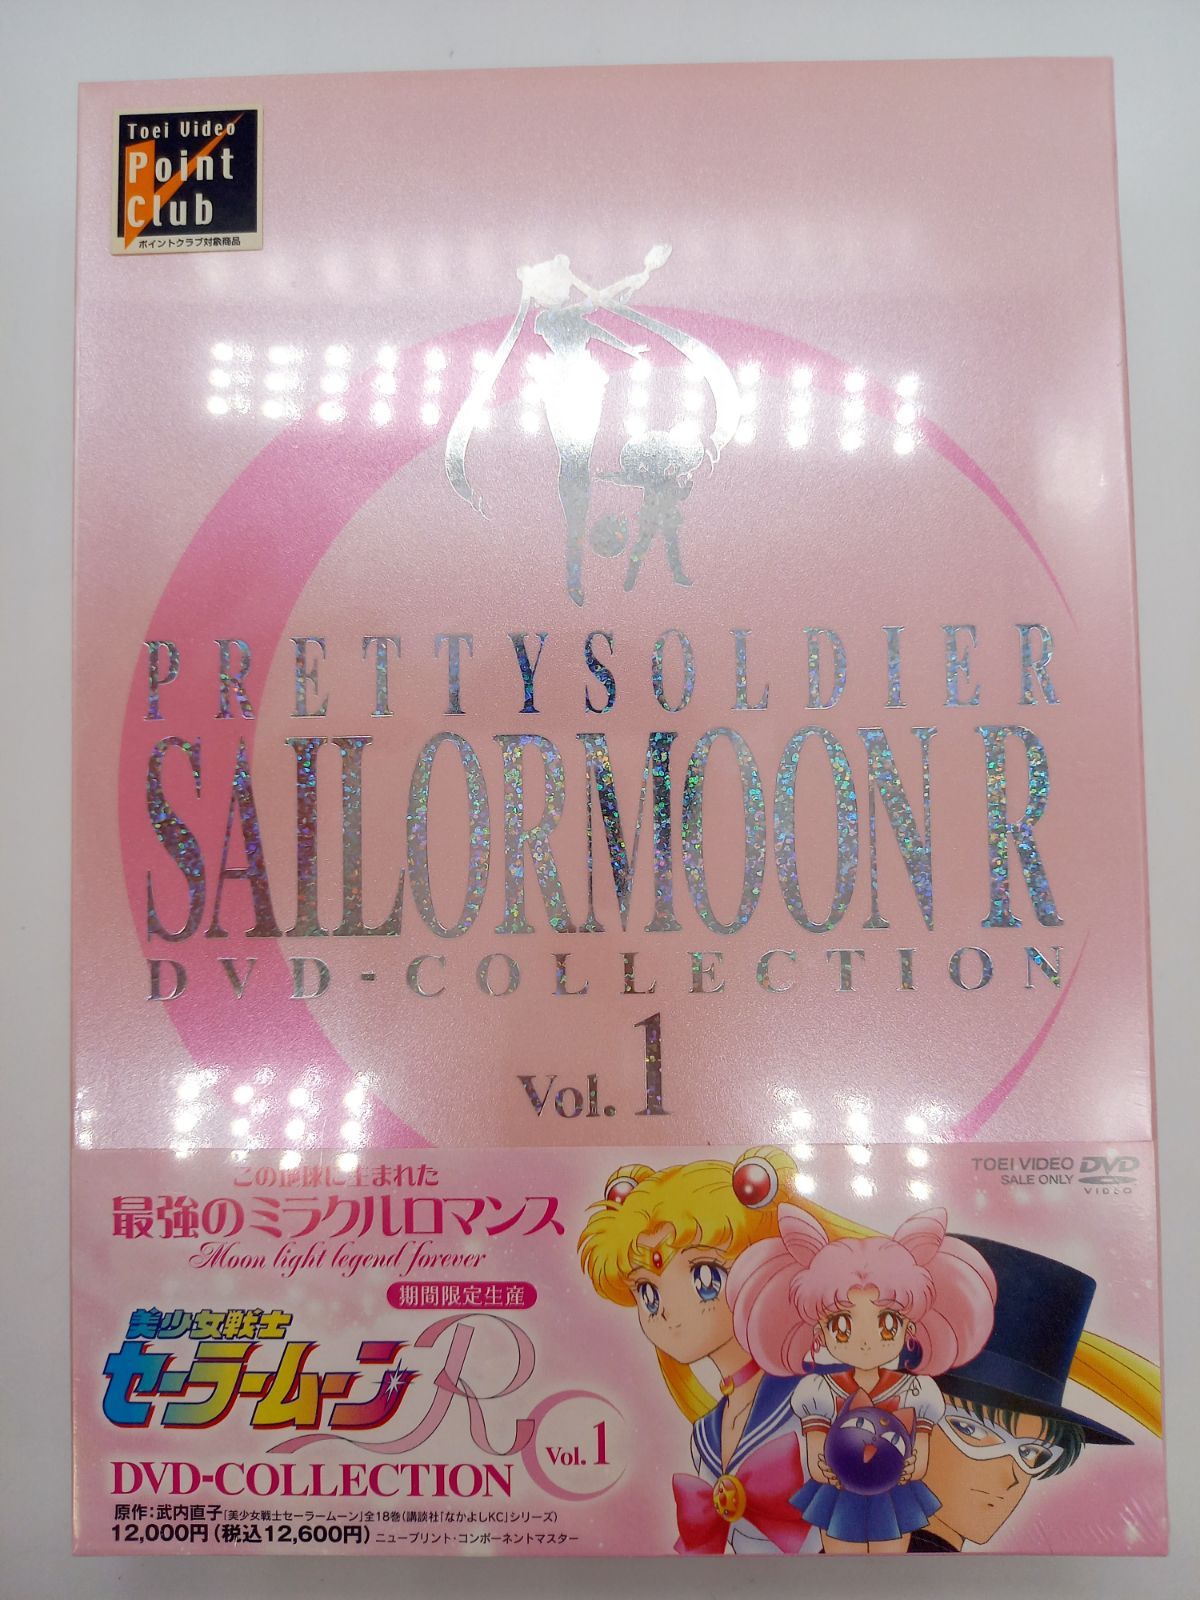 Toei Video
Point
Club
ポイントクラブ対象商品
PRETTY SOLDIER
SAILORMOON R
DVD-COLLECTION
Vol. 1
この地球に生まれた
最強のミラクルロマンス
Moon light legend forever
期間限定生産
TOEI VIDEO DVD
SALE ONLY VIDEO
美少女戦士
セーラームーンR
Vol. 1
DVD-COLLECTION
原作：武内直子「美少女戦士セーラームーン」全18巻（講談社「なかよしKC」シリーズ）
12,000円（税込12,600円）ニュープリント・コンポーネントマスター